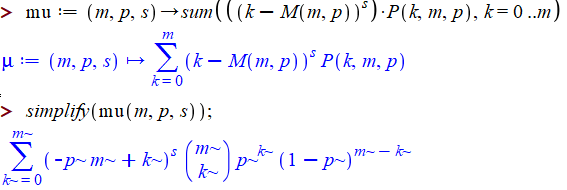 > mu := (m, p, s) → sum(((k − M(m, p))^s)·P(k, m, p), k = 0 ..m)
μ := (m, p, s) ↦ ∑_{k=0}^{m} (k − M(m, p))^s P(k, m, p)
> simplify(mu(m, p, s));
∑_{k~=0}^{m~} (-p~ m~ + k~)^s (m~ k~) p~^{k~} (1 − p~)^{m~ − k~}